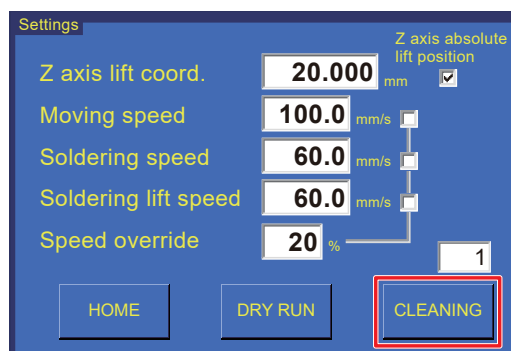 Settings
Z axis absolute
lift position
Z axis lift coord. 20.000 mm
Moving speed 100.0 mm/s
Soldering speed 60.0 mm/s
Soldering lift speed 60.0 mm/s
Speed override 20 %
1
HOME DRY RUN CLEANING